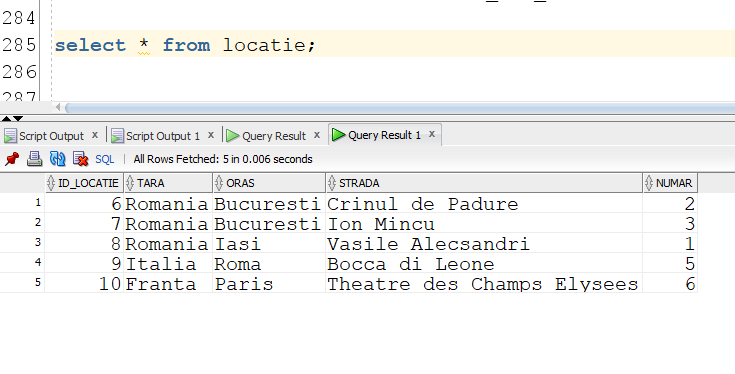 284
285 select * from locatie;
286
287
Script Output x Script Output 1 x Query Result x Query Result 1 x
SQL | All Rows Fetched: 5 in 0.006 seconds
ID_LOCATIE TARA ORAS STRADA NUMAR
1 6 Romania Bucuresti Crinul de Padure 2
2 7 Romania Bucuresti Ion Mincu 3
3 8 Romania Iasi Vasile Alecsandri 1
4 9 Italia Roma Bocca di Leone 5
5 10 Franta Paris Theatre des Champs Elysees 6